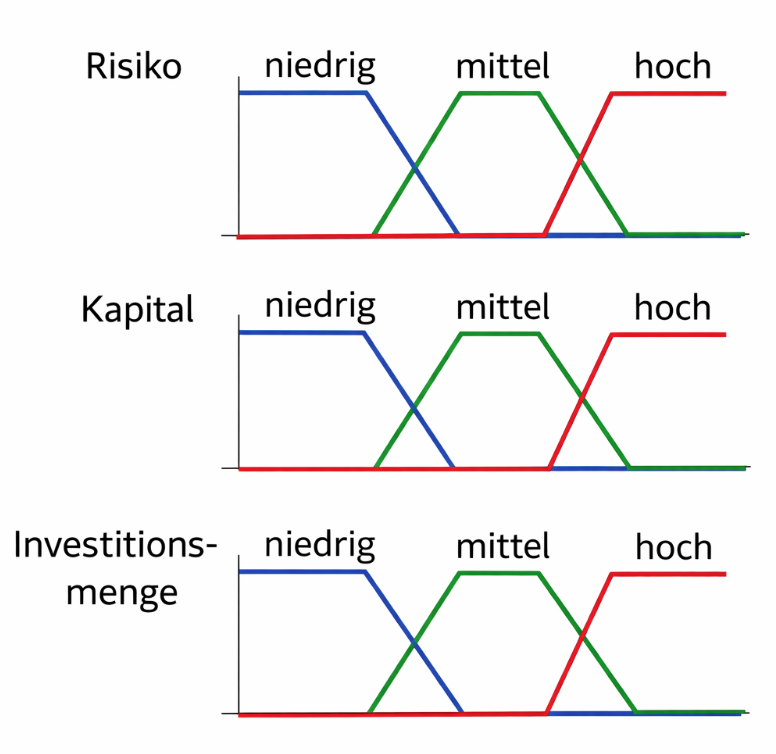 Risiko niedrig mittel hoch
Kapital niedrig mittel hoch
Investitions- niedrig mittel hoch
menge